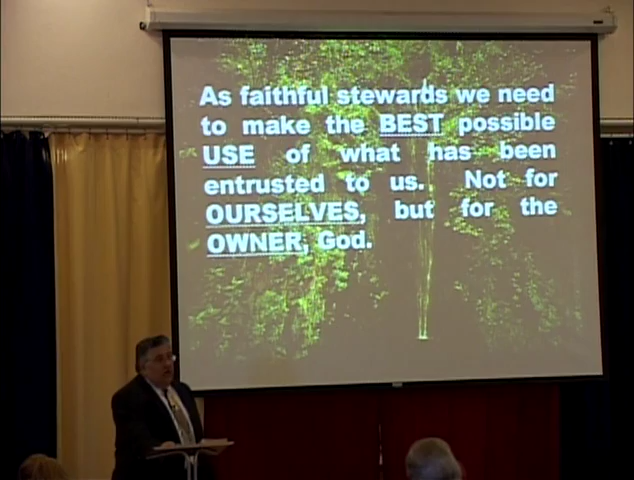 As faithful stewards we need
to make the BEST possible
USE of what has been
entrusted to us. Not for
OURSELVES, but for the
OWNER, God.